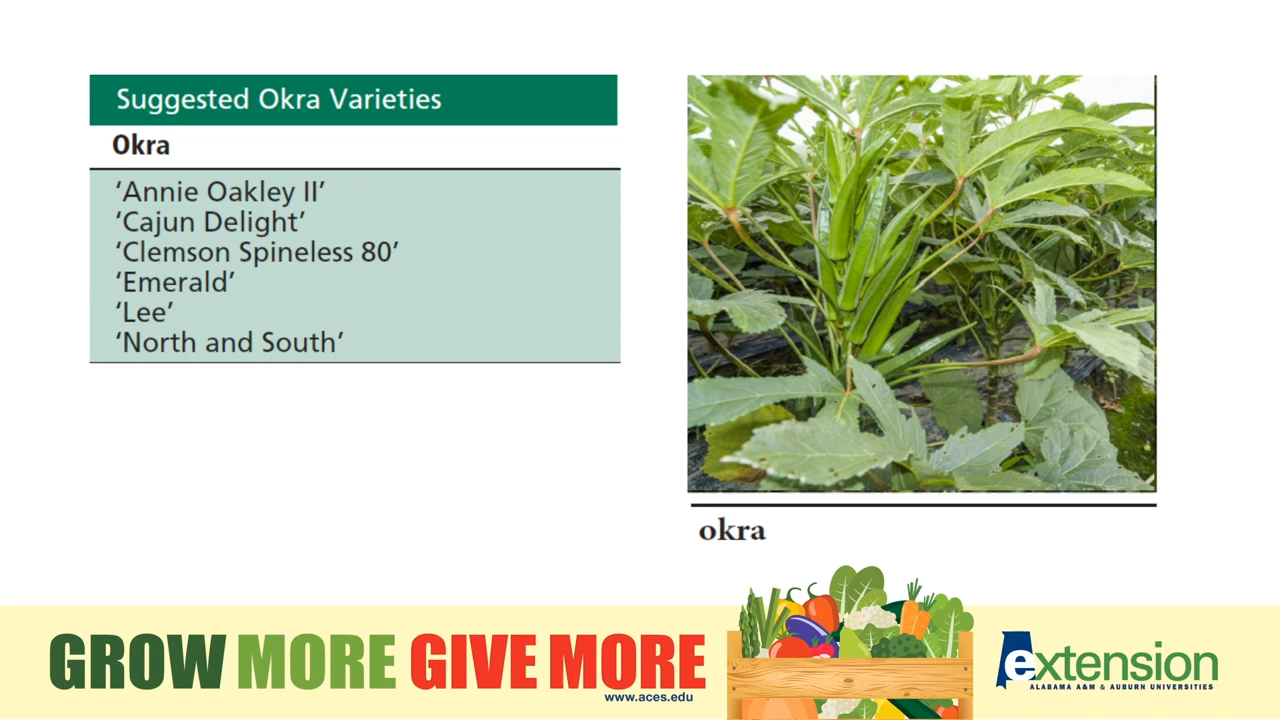 Suggested Okra Varieties
Okra
‘Annie Oakley II’
‘Cajun Delight’
‘Clemson Spineless 80’
‘Emerald’
‘Lee’
‘North and South’
okra
GROW MORE GIVE MORE
www.aces.edu
extension
ALABAMA A&M & AUBURN UNIVERSITIES